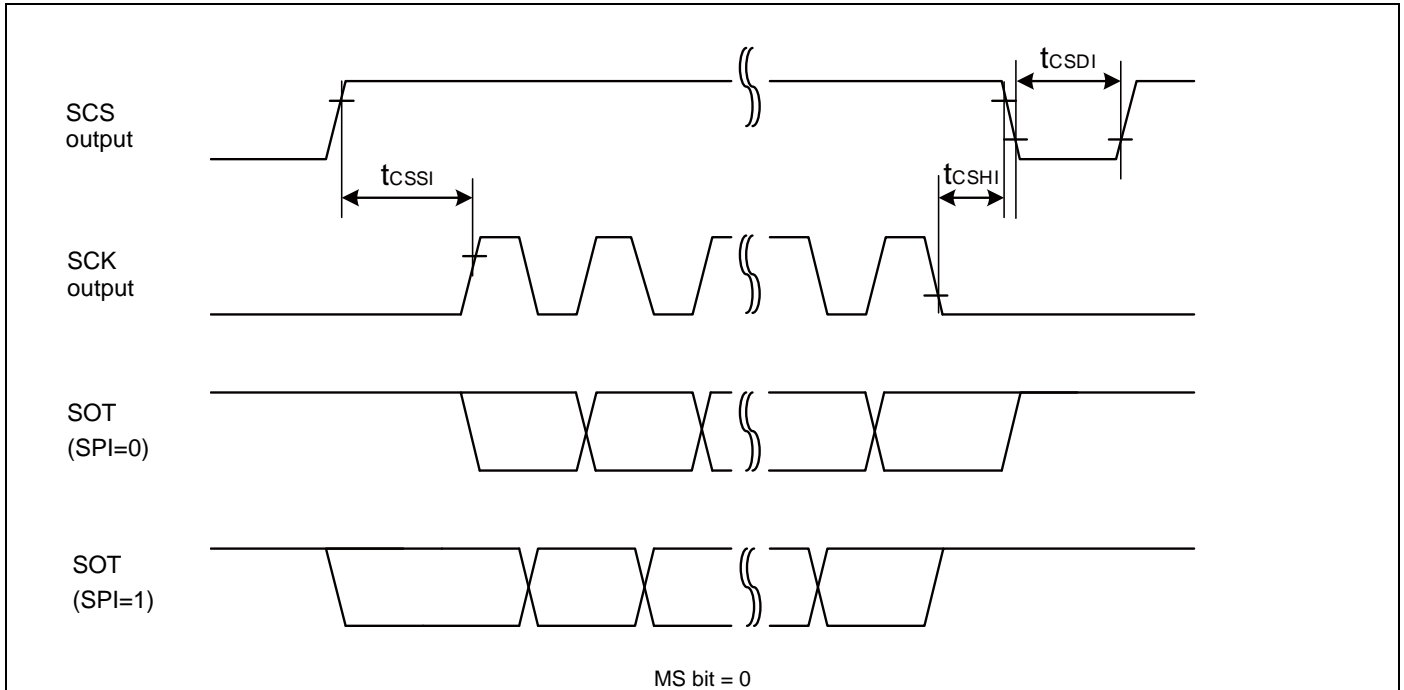 tCSDI
SCS
output
tCSSI
tCSHI
SCK
output
SOT
(SPI=0)
SOT
(SPI=1)
MS bit = 0